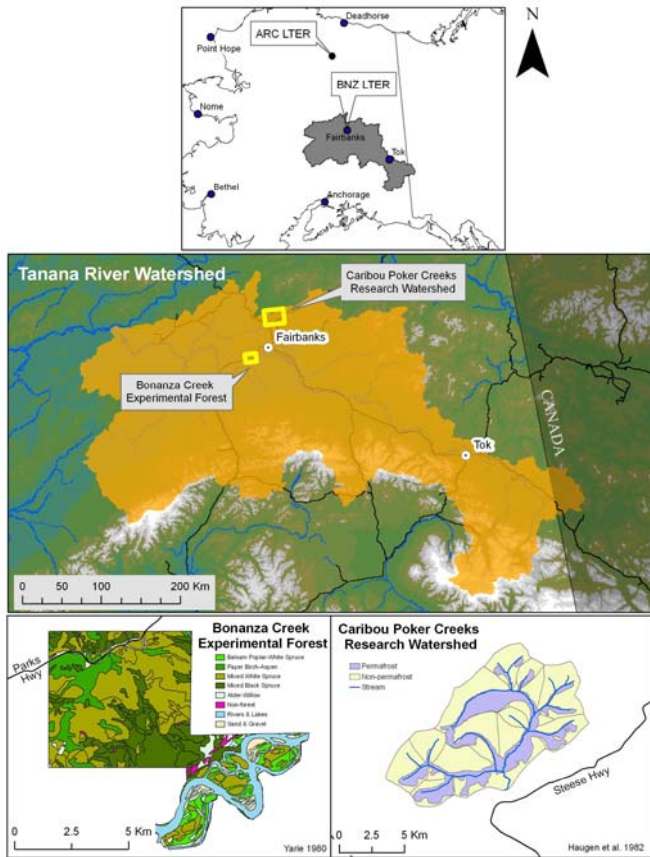 N
Deadhorse
ARC LTER
Point Hope
BNZ LTER
Nome
Fairbanks
Tok
Bethel
Anchorage
Tanana River Watershed
Caribou Poker Creeks
Research Watershed
Fairbanks
Bonanza Creek
Experimental Forest
CANADA
Tok
0 50 100 200 Km
Bonanza Creek
Experimental Forest
Parks
Hwy
Balsam Poplar-White Spruce
Paper Birch-Aspen
Mixed White Spruce
Mixed Black Spruce
Alder-Willow
Non-forest
Rivers & Lakes
Sand & Gravel
0 2.5 5 Km
Yarie 1980
Caribou Poker Creeks
Research Watershed
Permafrost
Non-permafrost
Stream
Steese Hwy
0 2.5 5 Km
Haugen et al. 1982